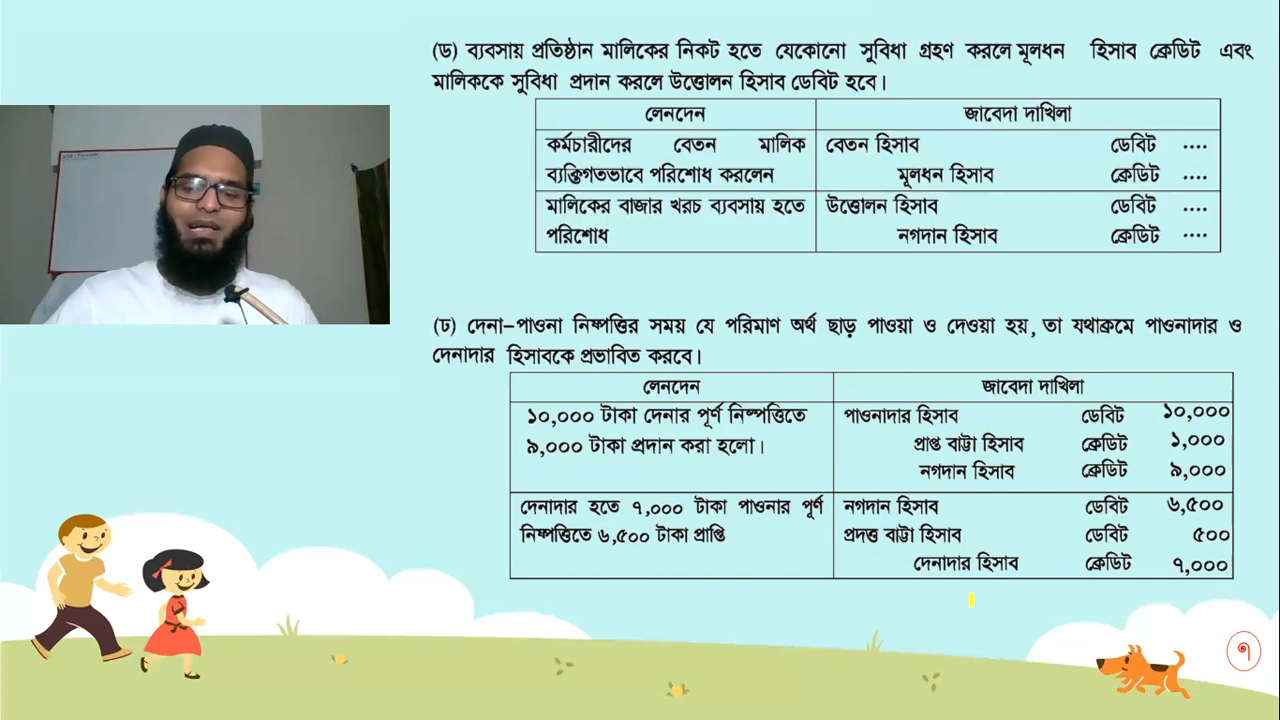 (ড) ব্যবসায় প্রতিষ্ঠান মালিকের নিকট হতে যেকোনো সুবিধা গ্রহণ করলে মূলধন হিসাব ক্রেডিট এবং
মালিককে সুবিধা প্রদান করলে উত্তোলন হিসাব ডেবিট হবে।
লেনদেন জাবেদা দাখিলা
কর্মচারীদের বেতন মালিক বেতন হিসাব ডেবিট ....
ব্যক্তিগতভাবে পরিশোধ করলেন মূলধন হিসাব ক্রেডিট ....
মালিকের বাজার খরচ ব্যবসায় হতে উত্তোলন হিসাব ডেবিট ....
পরিশোধ নগদান হিসাব ক্রেডিট ....
(ঢ) দেনা-পাওনা নিষ্পত্তির সময় যে পরিমাণ অর্থ ছাড় পাওয়া ও দেওয়া হয়, তা যথাক্রমে পাওনাদার ও
দেনাদার হিসাবকে প্রভাবিত করবে।
লেনদেন জাবেদা দাখিলা
১০,০০০ টাকা দেনার পূর্ণ নিষ্পত্তিতে পাওনাদার হিসাব ডেবিট ১০,০০০
৯,০০০ টাকা প্রদান করা হলো। প্রাপ্ত বাট্টা হিসাব ক্রেডিট ১,০০০
নগদান হিসাব ক্রেডিট ৯,০০০
দেনাদার হতে ৭,০০০ টাকা পাওনার পূর্ণ নগদান হিসাব ডেবিট ৬,৫০০
নিষ্পত্তিতে ৬,৫০০ টাকা প্রাপ্তি প্রদত্ত বাট্টা হিসাব ডেবিট ৫০০
দেনাদার হিসাব ক্রেডিট ৭,০০০
৭